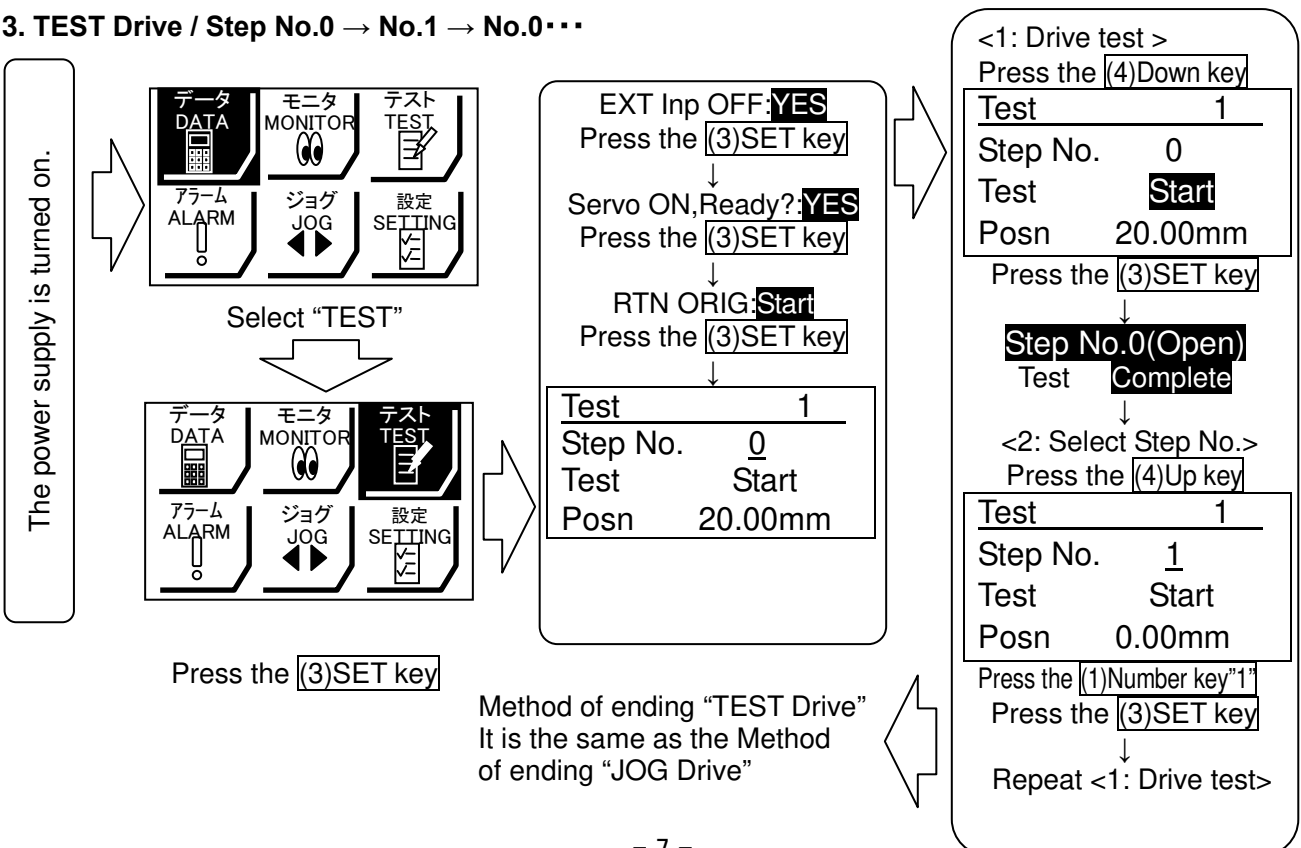 3. TEST Drive / Step No.0 → No.1 → No.0・・・
The power supply is turned on.
データ モニタ テスト
DATA MONITOR TEST
アラーム ジョグ 設定
ALARM JOG SETTING
Select “TEST”
データ モニタ テスト
DATA MONITOR TEST
アラーム ジョグ 設定
ALARM JOG SETTING
Press the (3)SET key
EXT Inp OFF:YES
Press the (3)SET key
↓
Servo ON,Ready?:YES
Press the (3)SET key
↓
RTN ORIG:Start
Press the (3)SET key
↓
Test 1
Step No. 0
Test Start
Posn 20.00mm
<1: Drive test >
Press the (4)Down key
Test 1
Step No. 0
Test Start
Posn 20.00mm
Press the (3)SET key
↓
Step No.0(Open)
Test Complete
↓
<2: Select Step No.>
Press the (4)Up key
Test 1
Step No. 1
Test Start
Posn 0.00mm
Press the (1)Number key”1”
Press the (3)SET key
↓
Repeat <1: Drive test>
Method of ending “TEST Drive”
It is the same as the Method
of ending “JOG Drive”
– 7 –